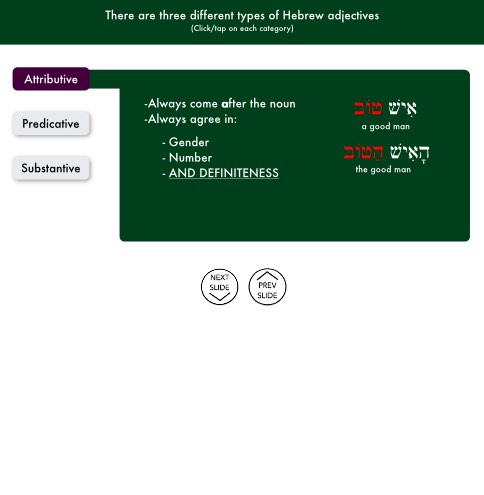 There are three different types of Hebrew adjectives
(Click/tap on each category)
Attributive
Predicative
Substantive
-Always come after the noun
-Always agree in:
- Gender
- Number
- AND DEFINITENESS
אִישׁ טוֹב
a good man
הָאִישׁ הַטּוֹב
the good man
NEXT
SLIDE
PREV
SLIDE